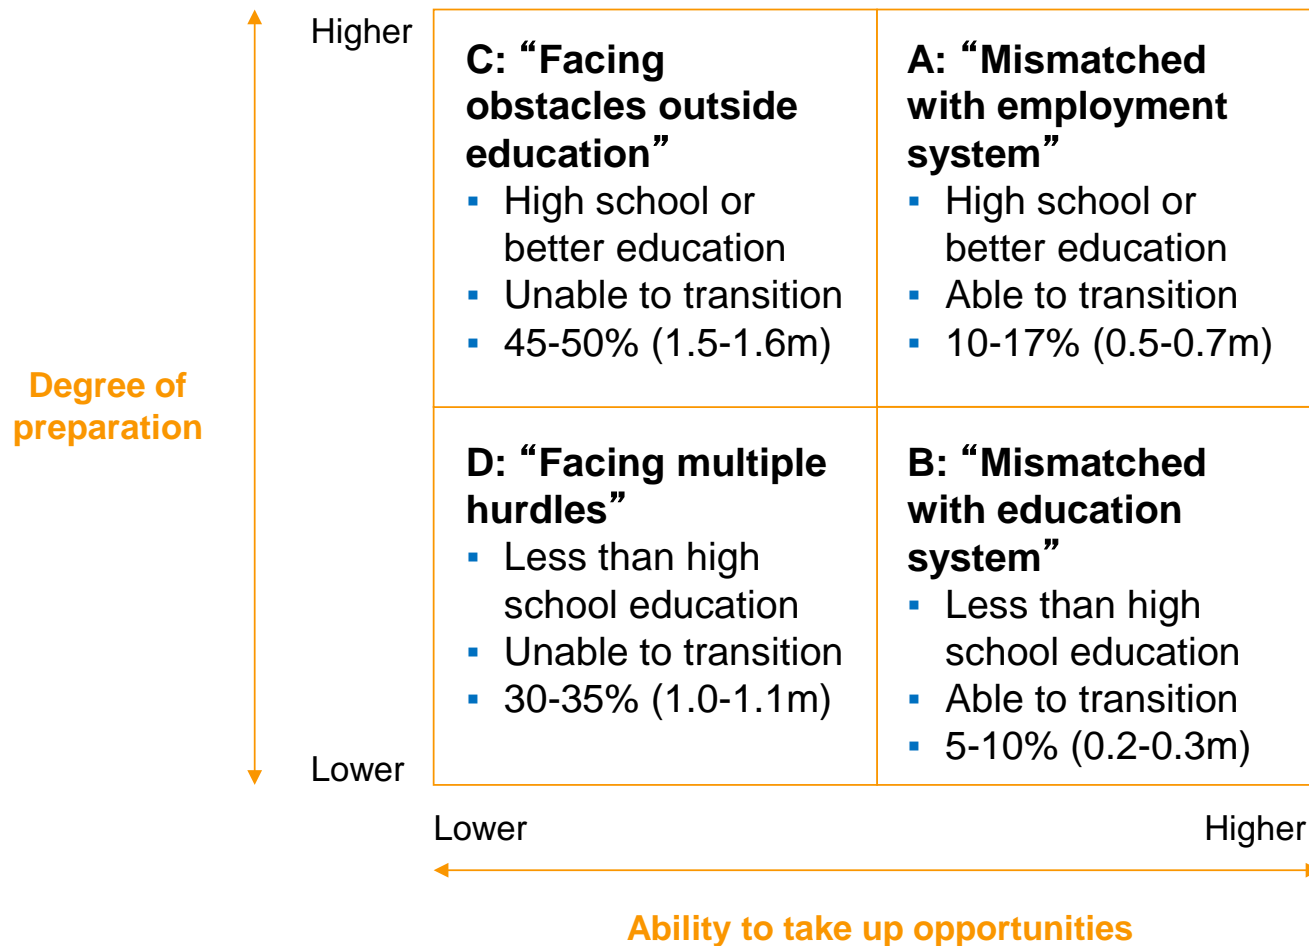 Higher
C: “Facing
obstacles outside
education”
▪ High school or
better education
▪ Unable to transition
▪ 45-50% (1.5-1.6m)
A: “Mismatched
with employment
system”
▪ High school or
better education
▪ Able to transition
▪ 10-17% (0.5-0.7m)
Degree of
preparation
D: “Facing multiple
hurdles”
▪ Less than high
school education
▪ Unable to transition
▪ 30-35% (1.0-1.1m)
B: “Mismatched
with education
system”
▪ Less than high
school education
▪ Able to transition
▪ 5-10% (0.2-0.3m)
Lower
Lower
Higher
Ability to take up opportunities